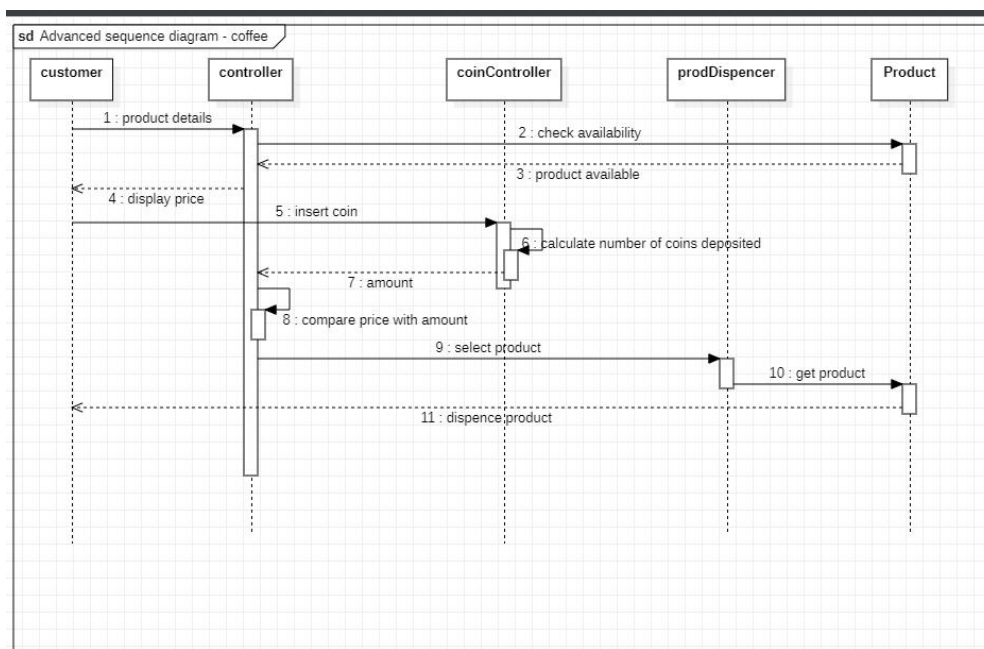 sd Advanced sequence diagram - coffee
customer
controller
coinController
prodDispencer
Product
1 : product details
2 : check availability
3 : product available
4 : display price
5 : insert coin
6 : calculate number of coins deposited
7 : amount
8 : compare price with amount
9 : select product
10 : get product
11 : dispence product